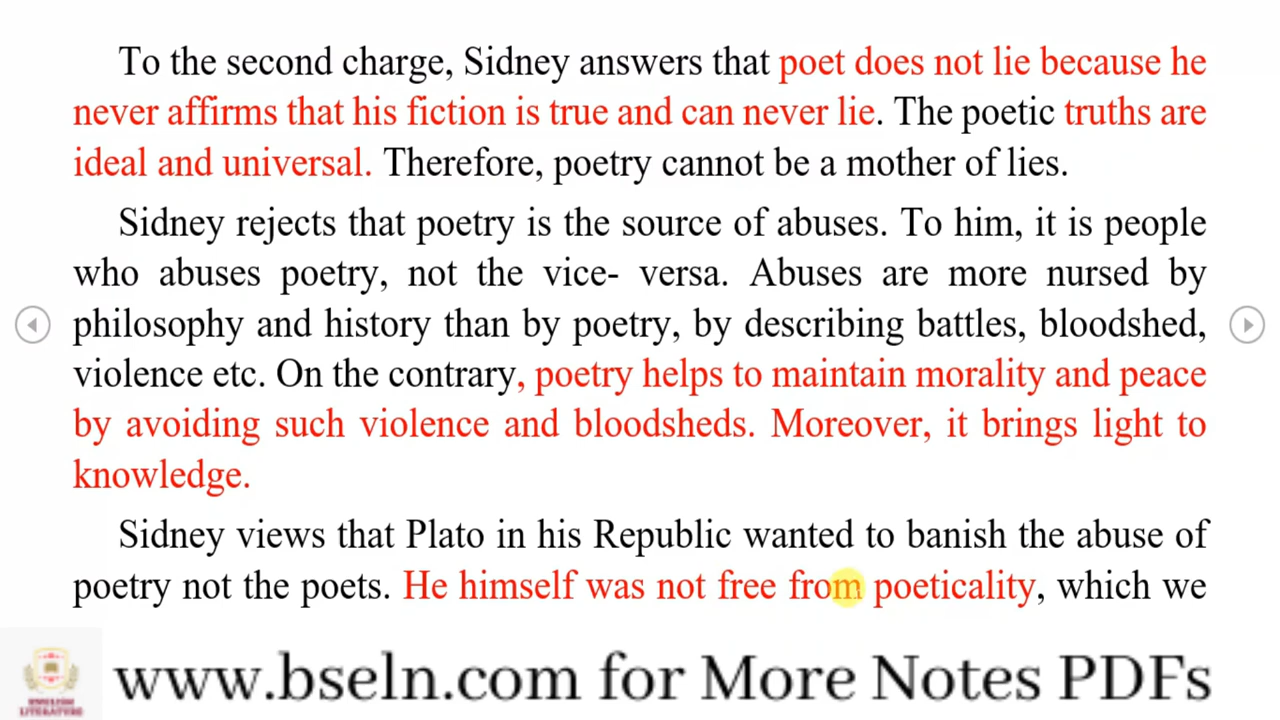 To the second charge, Sidney answers that poet does not lie because he
never affirms that his fiction is true and can never lie. The poetic truths are
ideal and universal. Therefore, poetry cannot be a mother of lies.
Sidney rejects that poetry is the source of abuses. To him, it is people
who abuses poetry, not the vice- versa. Abuses are more nursed by
philosophy and history than by poetry, by describing battles, bloodshed,
violence etc. On the contrary, poetry helps to maintain morality and peace
by avoiding such violence and bloodsheds. Moreover, it brings light to
knowledge.
Sidney views that Plato in his Republic wanted to banish the abuse of
poetry not the poets. He himself was not free from poeticality, which we
www.bseln.com for More Notes PDFs
ENGLISH
LITERATURE